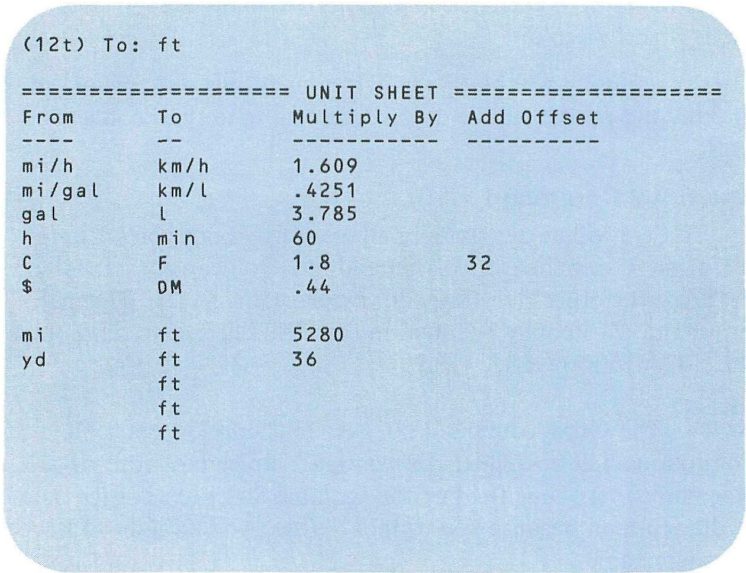 (12t) To: ft
==================== UNIT SHEET ====================
From To Multiply By Add Offset
---- -- ----------- ----------
mi/h km/h 1.609
mi/gal km/l .4251
gal l 3.785
h min 60
C F 1.8 32
$ DM .44
mi ft 5280
yd ft 36
ft
ft
ft